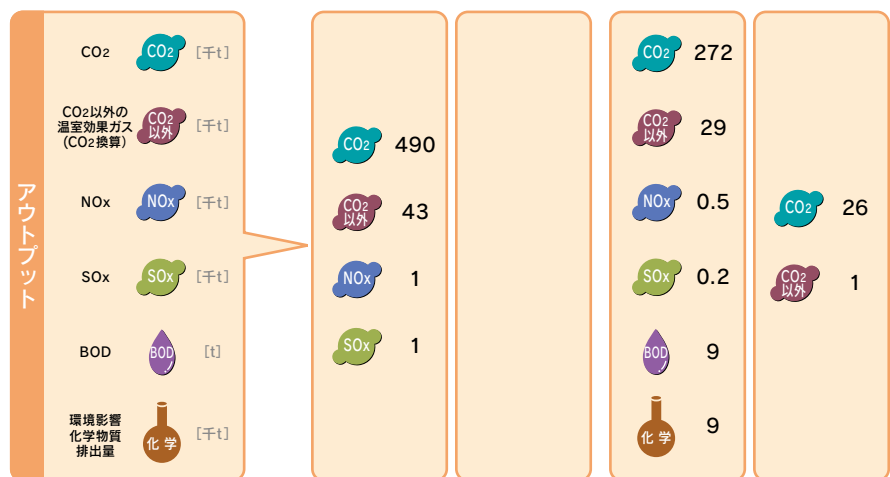 アウトプット
CO2 CO2 [千t]
CO2以外の
温室効果ガス
(CO2換算)
CO2
以外
[千t]
NOx NOx [千t]
SOx SOx [千t]
BOD BOD [t]
環境影響
化学物質
排出量
化学 [千t]
CO2 490
CO2
以外
43
NOx 1
SOx 1
CO2 272
CO2
以外
29
NOx 0.5
SOx 0.2
BOD 9
化学 9
CO2 26
CO2
以外
1